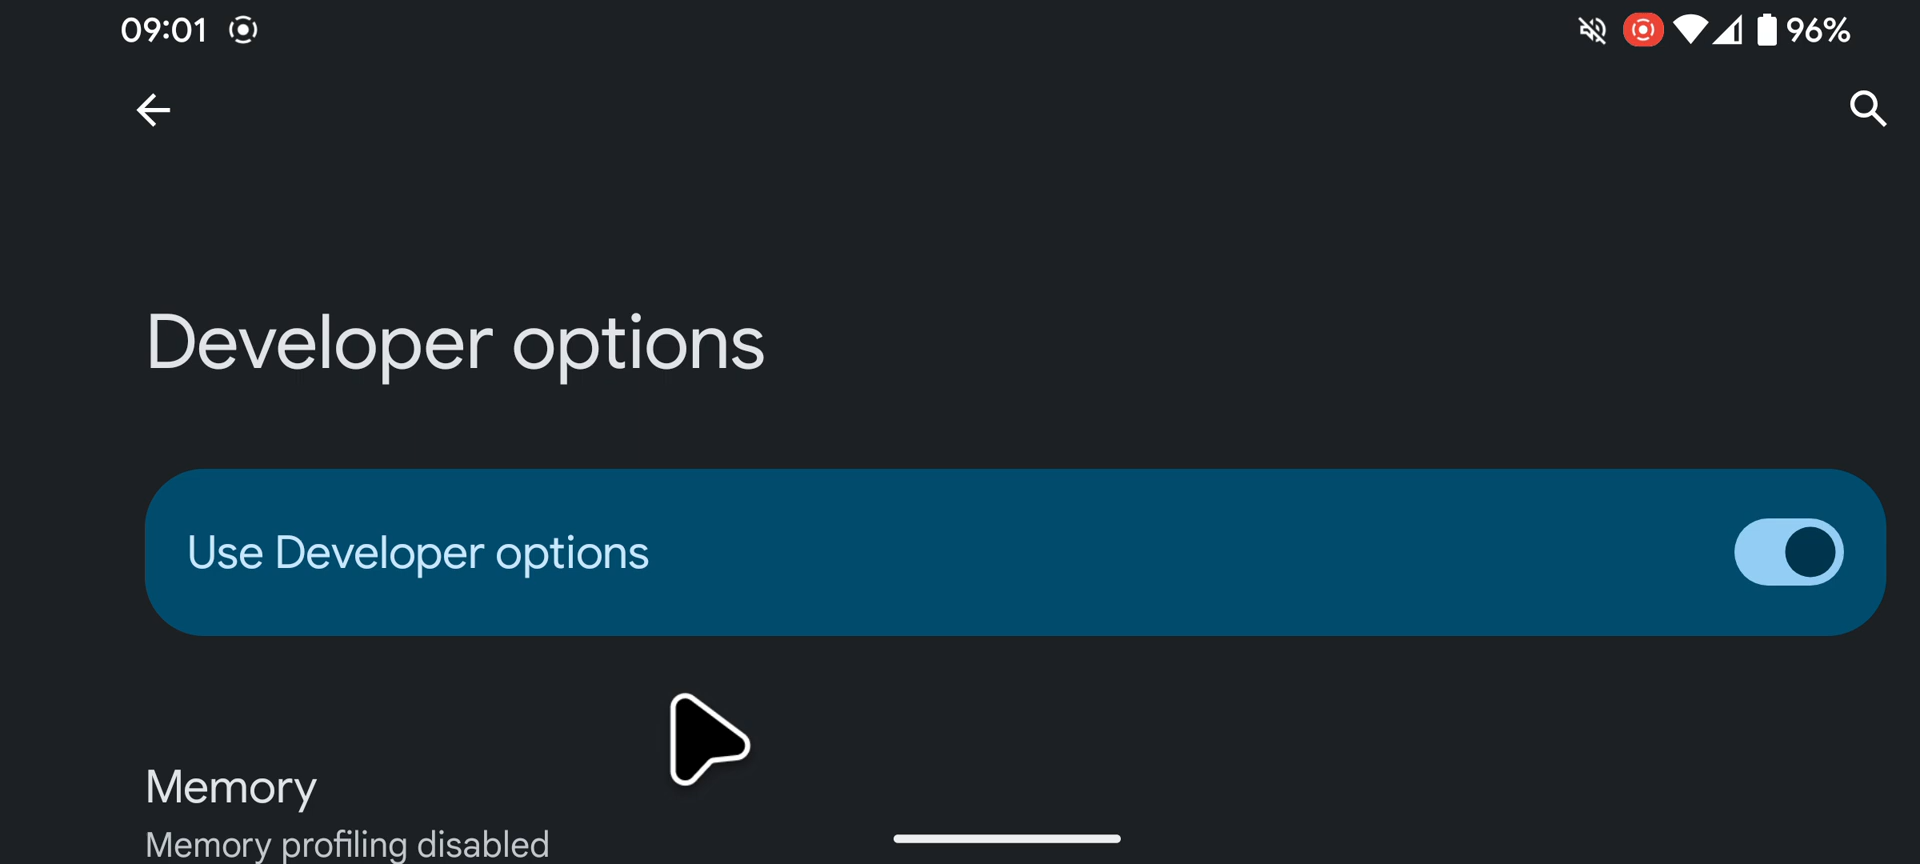 09:01
96%
Developer options
Use Developer options
Memory
Memory profiling disabled